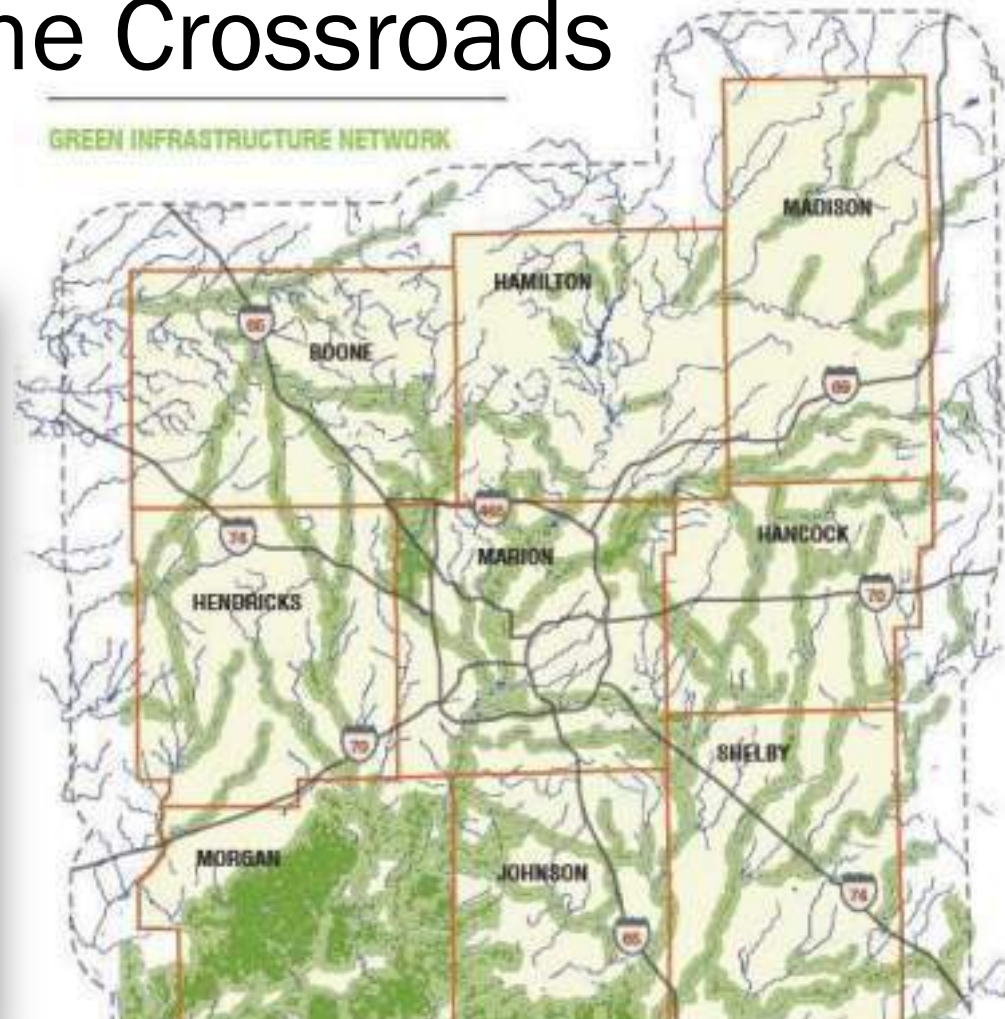 ne Crossroads
GREEN INFRASTRUCTURE NETWORK
MADISON
HAMILTON
65
BOONE
69
465
74
MARION
HANCOCK
70
HENDRICKS
70
SHELBY
MORGAN
JOHNSON
74
65